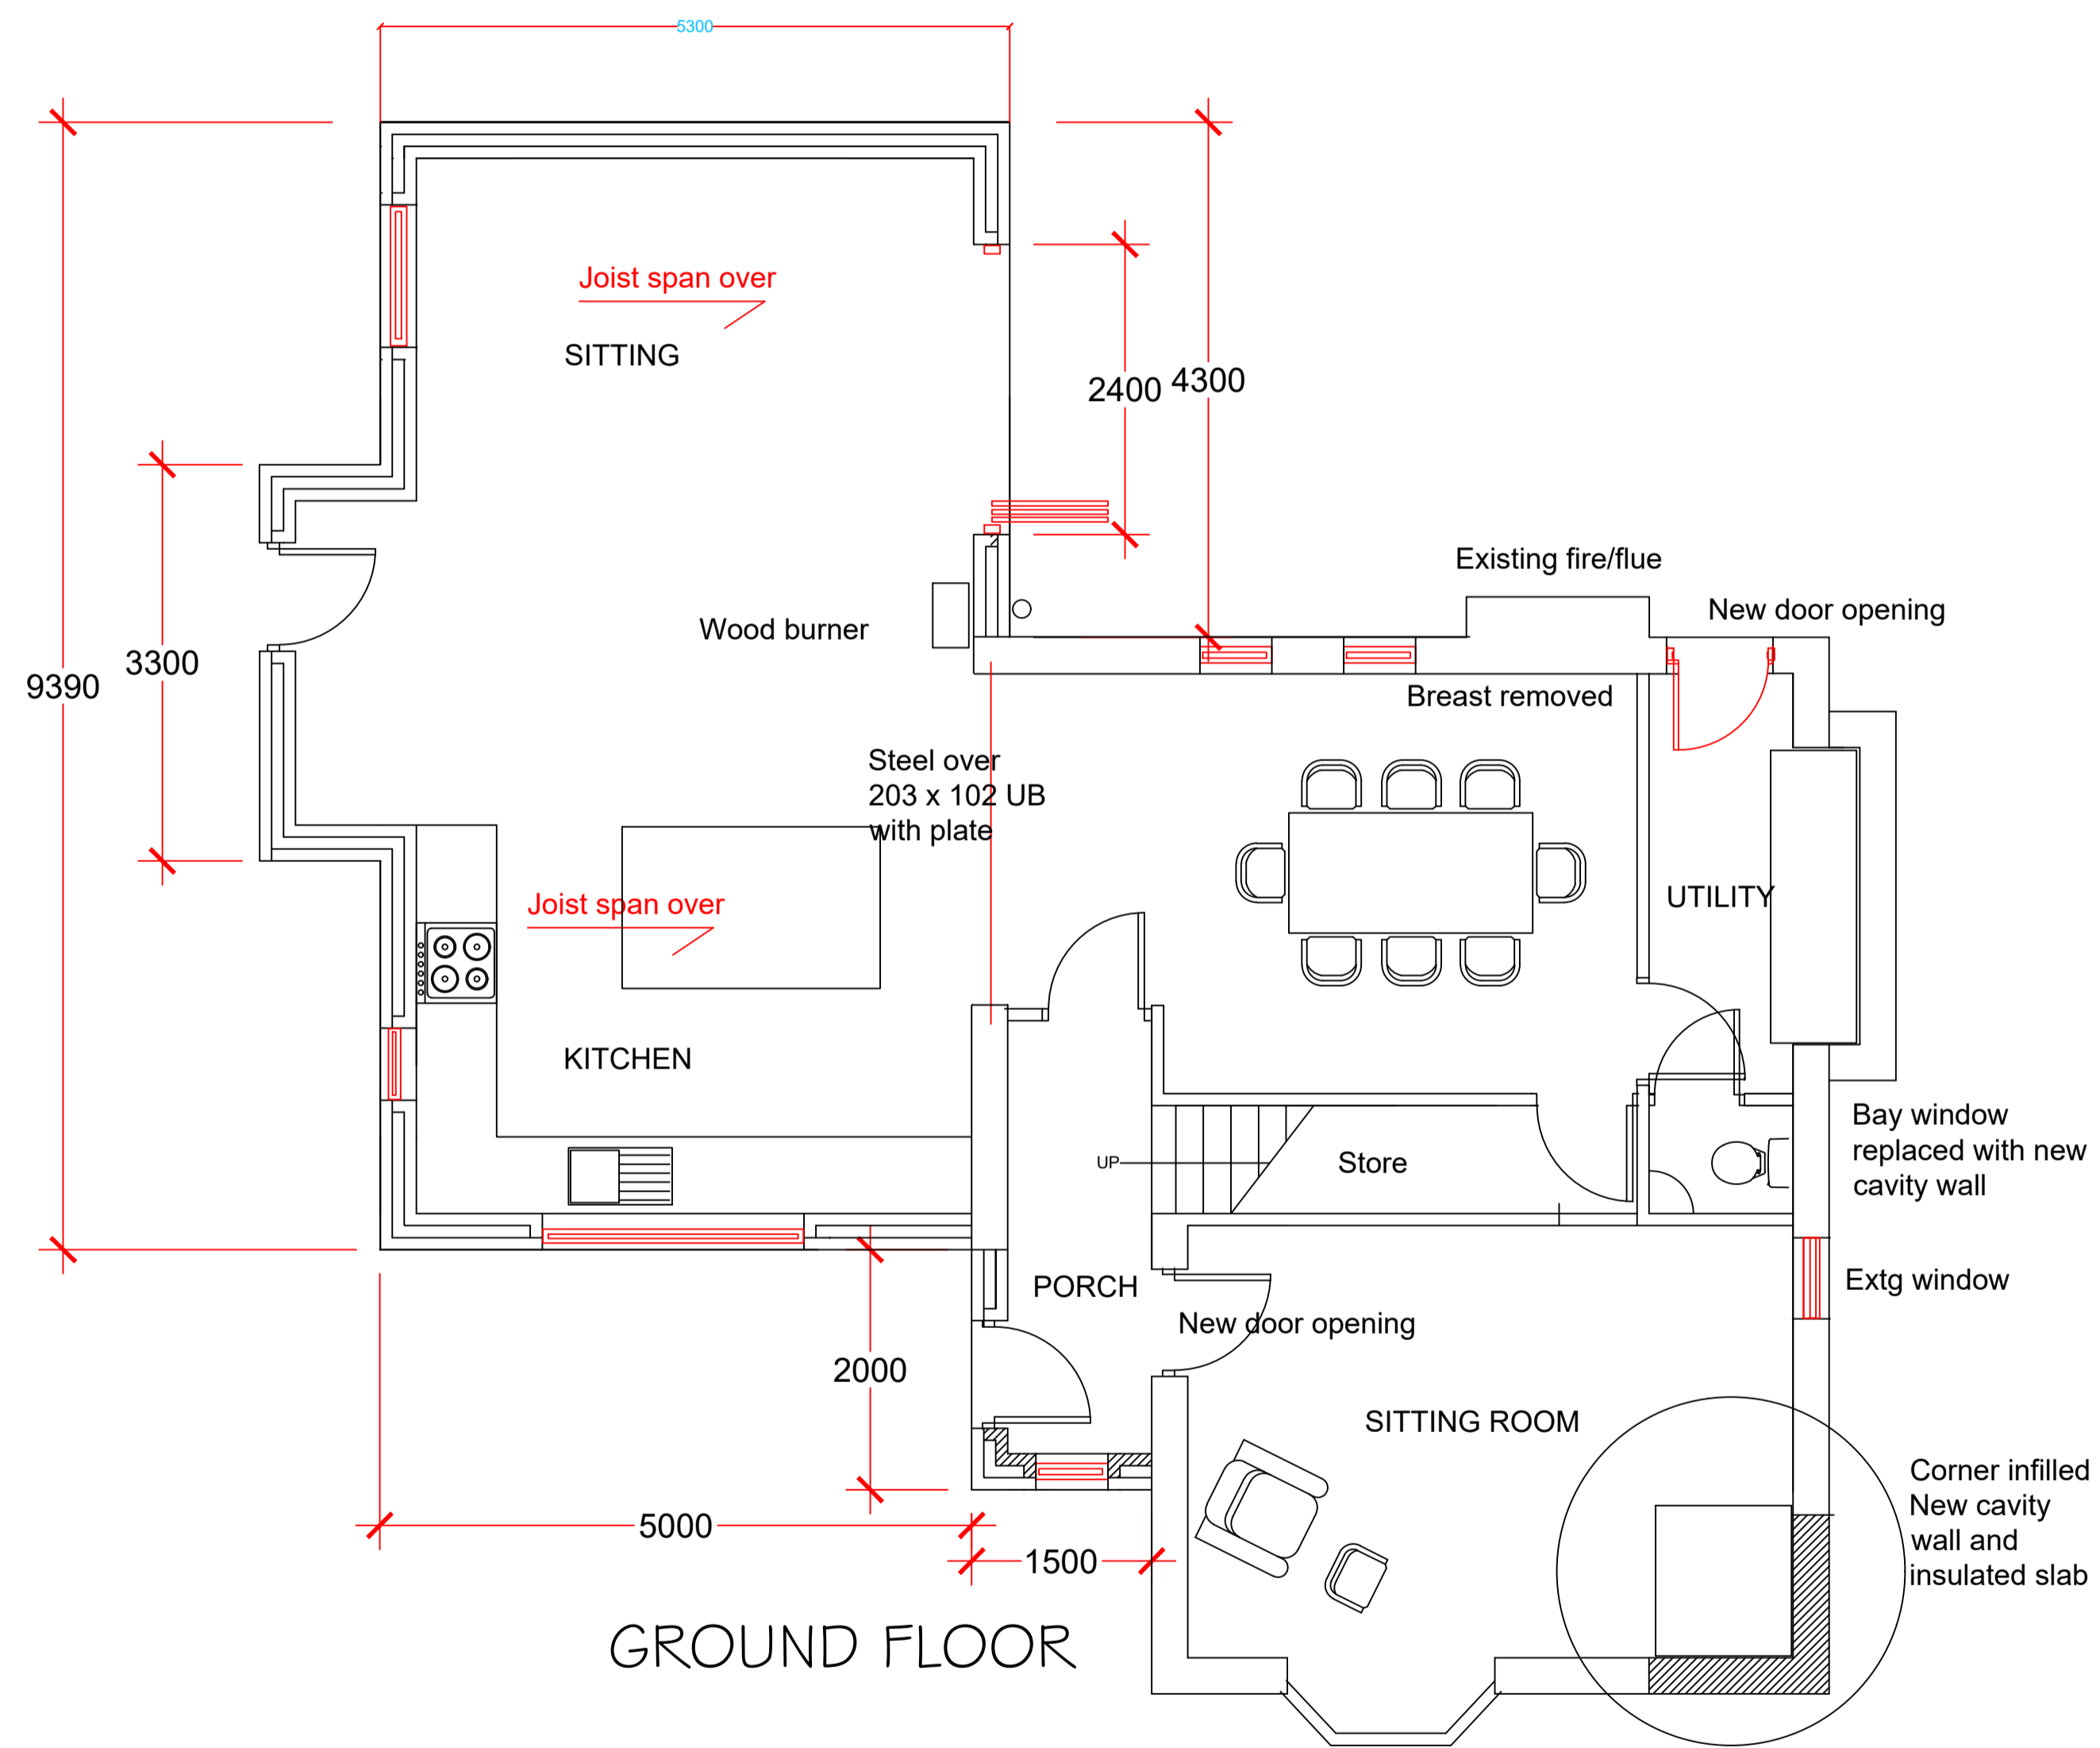 5300
Joist span over
SITTING
2400
4300
Existing fire/flue
New door opening
Wood burner
3300
9390
Breast removed
Steel over
203 x 102 UB
with plate
UTILITY
Joist span over
KITCHEN
UP
Store
Bay window
replaced with new
cavity wall
PORCH
Extg window
New door opening
2000
SITTING ROOM
Corner infilled
New cavity
wall and
insulated slab
5000
1500
GROUND FLOOR